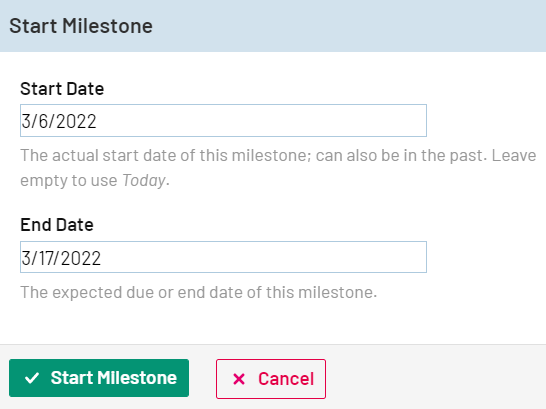 Start Milestone
Start Date
3/6/2022
The actual start date of this milestone; can also be in the past. Leave
empty to use Today.
End Date
3/17/2022
The expected due or end date of this milestone.
Start Milestone
Cancel